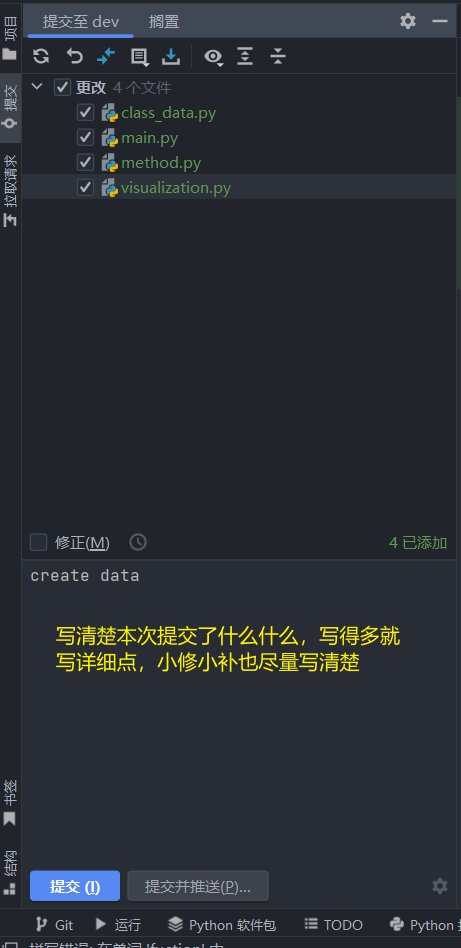 项目
提交
拉取请求
提交至 dev 搁置
更改 4 个文件
class_data.py
main.py
method.py
visualization.py
修正(M)
4 已添加
create data
写清楚本次提交了什么什么，写得多就
写详细点，小修小补也尽量写清楚
书签
结构
提交 (I) 提交并推送(P)...
Git 运行 Python 软件包 TODO Python